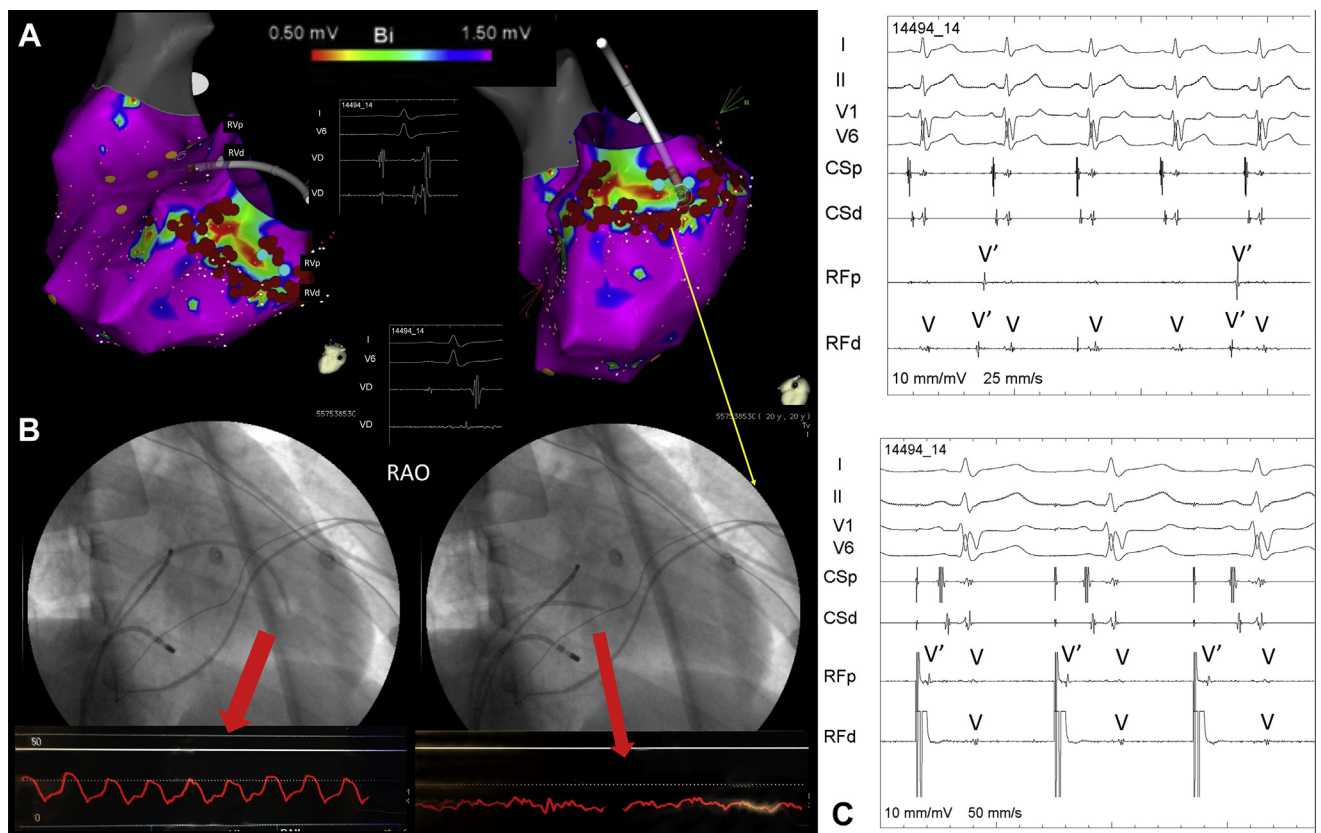 A
0.50 mV Bi 1.50 mV
RVp
RVd
14494_14
I
V6
VD
VD
R
RVp
RVd
14494_14
I
V6
VD
VD
55753853C
55753853C ( 20 y, 20 y)
Tv
I
B
RAO
50
0
C
14494_14
I
II
V1
V6
CSp
CSd
V' V'
RFp
V V' V V V V' V
RFd
10 mm/mV 25 mm/s
14494_14
I
II
V1
V6
CSp
CSd
V' V V' V V' V
RFp
V V V
RFd
10 mm/mV 50 mm/s